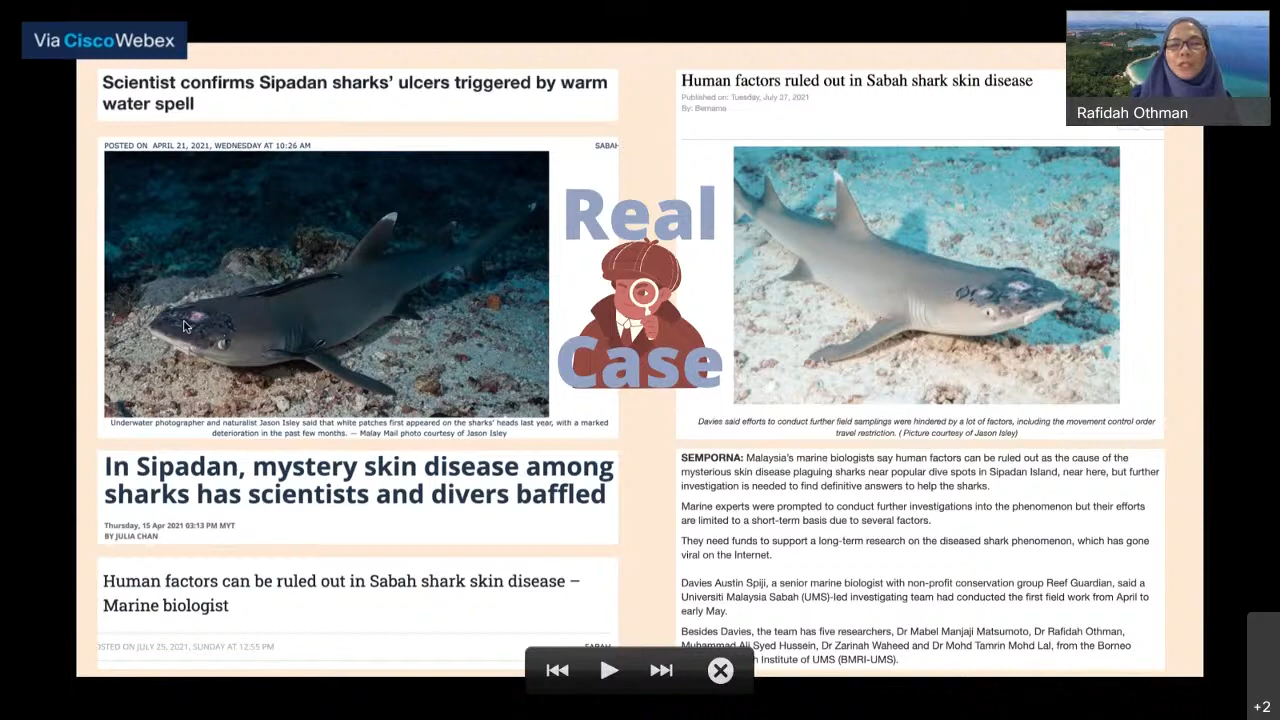 Via CiscoWebex
Scientist confirms Sipadan sharks' ulcers triggered by warm
water spell
POSTED ON APRIL 21, 2021, WEDNESDAY AT 10:26 AM
SABAH
Underwater photographer and naturalist Jason Isley said that white patches first appeared on the sharks' heads last year, with a marked
deterioration in the past few months. — Malay Mail photo courtesy of Jason Isley
In Sipadan, mystery skin disease among
sharks has scientists and divers baffled
Thursday, 15 Apr 2021 03:13 PM MYT
BY JULIA CHAN
Human factors can be ruled out in Sabah shark skin disease –
Marine biologist
OSTED ON JULY 25, 2021, SUNDAY AT 12:55 PM
SABAH
Real
Case
Human factors ruled out in Sabah shark skin disease
Published on: Tuesday, July 27, 2021
By: Bernama
Davies said efforts to conduct further field samplings were hindered by a lot of factors, including the movement control order
travel restriction. ( Picture courtesy of Jason Isley)
SEMPORNA: Malaysia's marine biologists say human factors can be ruled out as the cause of the
mysterious skin disease plaguing sharks near popular dive spots in Sipadan Island, near here, but further
investigation is needed to find definitive answers to help the sharks.
Marine experts were prompted to conduct further investigations into the phenomenon but their efforts
are limited to a short-term basis due to several factors.
They need funds to support a long-term research on the diseased shark phenomenon, which has gone
viral on the Internet.
Davies Austin Spiji, a senior marine biologist with non-profit conservation group Reef Guardian, said a
Universiti Malaysia Sabah (UMS)-led investigating team had conducted the first field work from April to
early May.
Besides Davies, the team has five researchers, Dr Mabel Manjaji Matsumoto, Dr Rafidah Othman,
Muhammad Ali Syed Hussein, Dr Zarinah Waheed and Dr Mohd Tamrin Mohd Lal, from the Borneo
h Institute of UMS (BMRI-UMS).
Rafidah Othman
+2